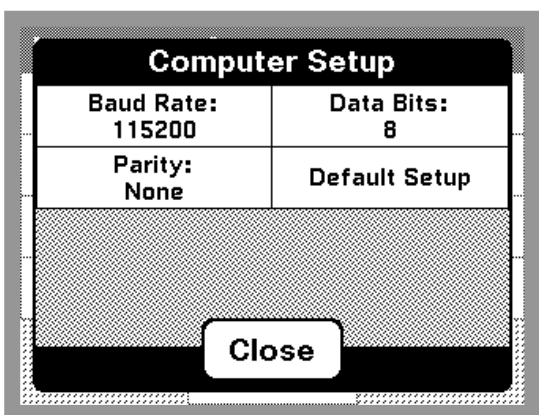 Computer Setup
Baud Rate:
115200
Data Bits:
8
Parity:
None
Default Setup
Close